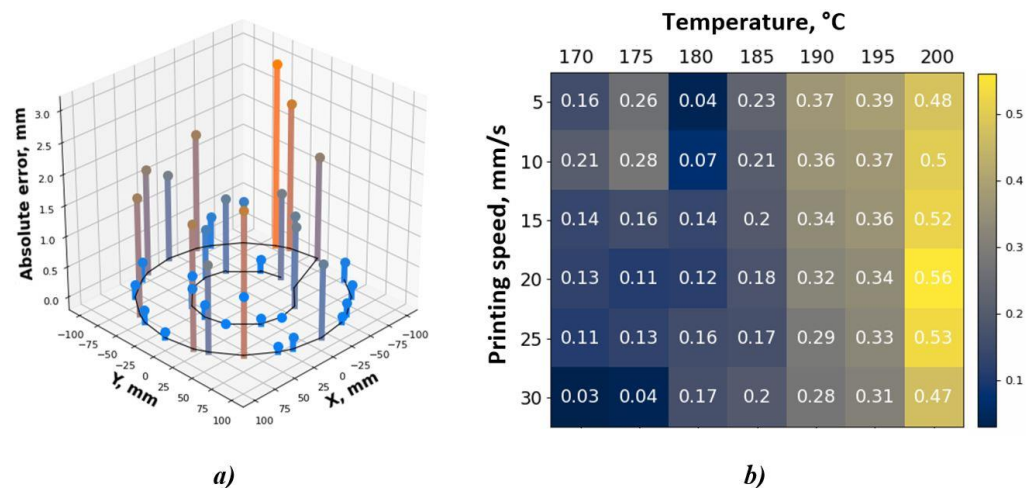 Temperature, °C
170 175 180 185 190 195 200
Absolute error, mm
3.0
2.5
2.0
1.5
1.0
0.5
0.0
−100
−75
−50
−25
0
25
50
75
100
Y, mm
−100
−75
−50
−25
0
25
50
75
100
X, mm
Printing speed, mm/s
5 0.16 0.26 0.04 0.23 0.37 0.39 0.48
10 0.21 0.28 0.07 0.21 0.36 0.37 0.5
15 0.14 0.16 0.14 0.2 0.34 0.36 0.52
20 0.13 0.11 0.12 0.18 0.32 0.34 0.56
25 0.11 0.13 0.16 0.17 0.29 0.33 0.53
30 0.03 0.04 0.17 0.2 0.28 0.31 0.47
0.5
0.4
0.3
0.2
0.1
a)
b)